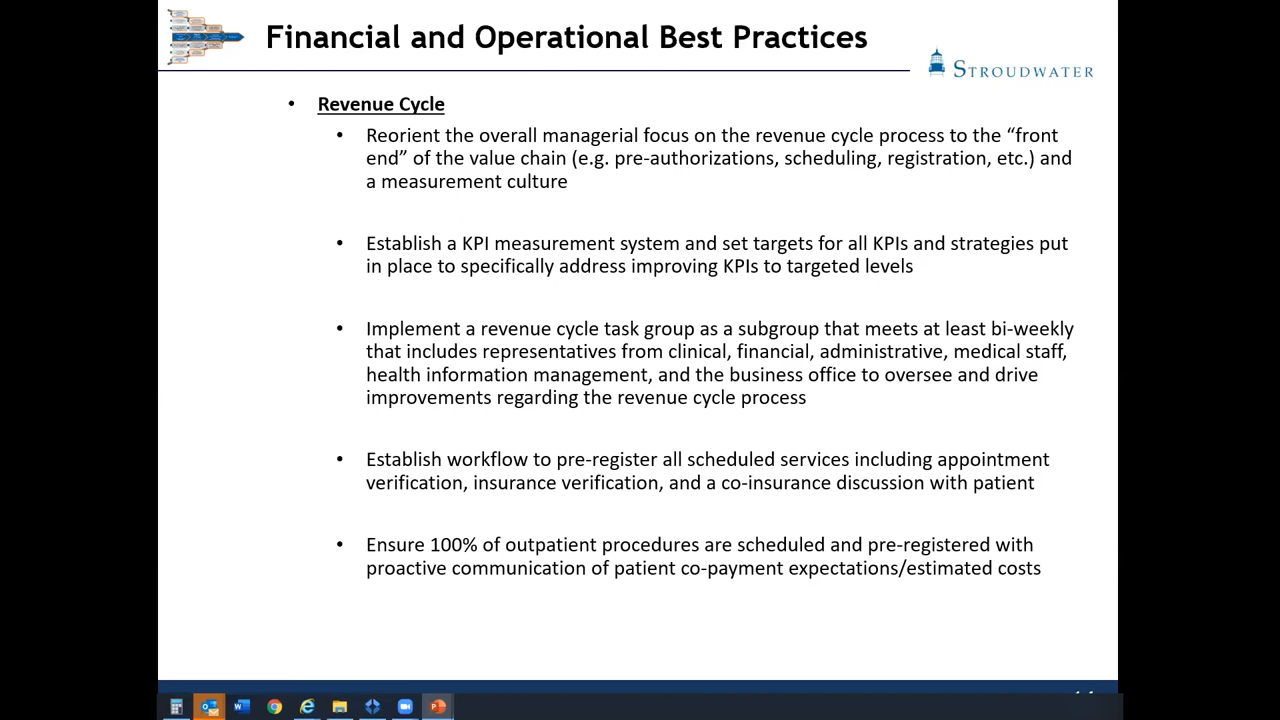 Financial and Operational Best Practices
STROUDWATER
• Revenue Cycle
• Reorient the overall managerial focus on the revenue cycle process to the “front
end” of the value chain (e.g. pre-authorizations, scheduling, registration, etc.) and
a measurement culture
• Establish a KPI measurement system and set targets for all KPIs and strategies put
in place to specifically address improving KPIs to targeted levels
• Implement a revenue cycle task group as a subgroup that meets at least bi-weekly
that includes representatives from clinical, financial, administrative, medical staff,
health information management, and the business office to oversee and drive
improvements regarding the revenue cycle process
• Establish workflow to pre-register all scheduled services including appointment
verification, insurance verification, and a co-insurance discussion with patient
• Ensure 100% of outpatient procedures are scheduled and pre-registered with
proactive communication of patient co-payment expectations/estimated costs